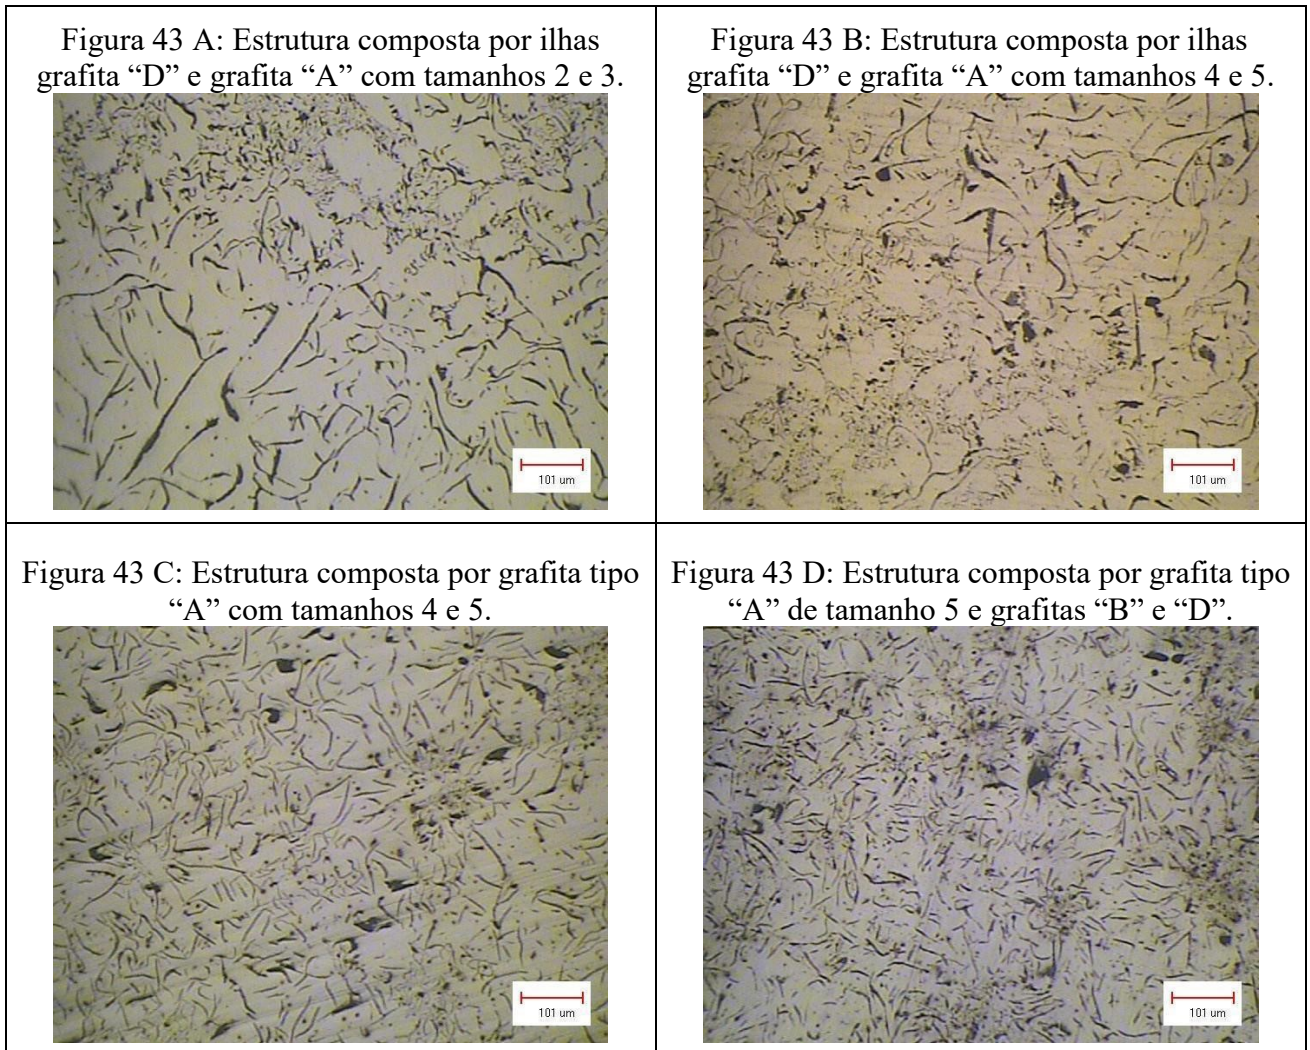 Figura 43 A: Estrutura composta por ilhas
grafita “D” e grafita “A” com tamanhos 2 e 3.
101 um
Figura 43 B: Estrutura composta por ilhas
grafita “D” e grafita “A” com tamanhos 4 e 5.
101 um
Figura 43 C: Estrutura composta por grafita tipo
“A” com tamanhos 4 e 5.
101 um
Figura 43 D: Estrutura composta por grafita tipo
“A” de tamanho 5 e grafitas “B” e “D”.
101 um